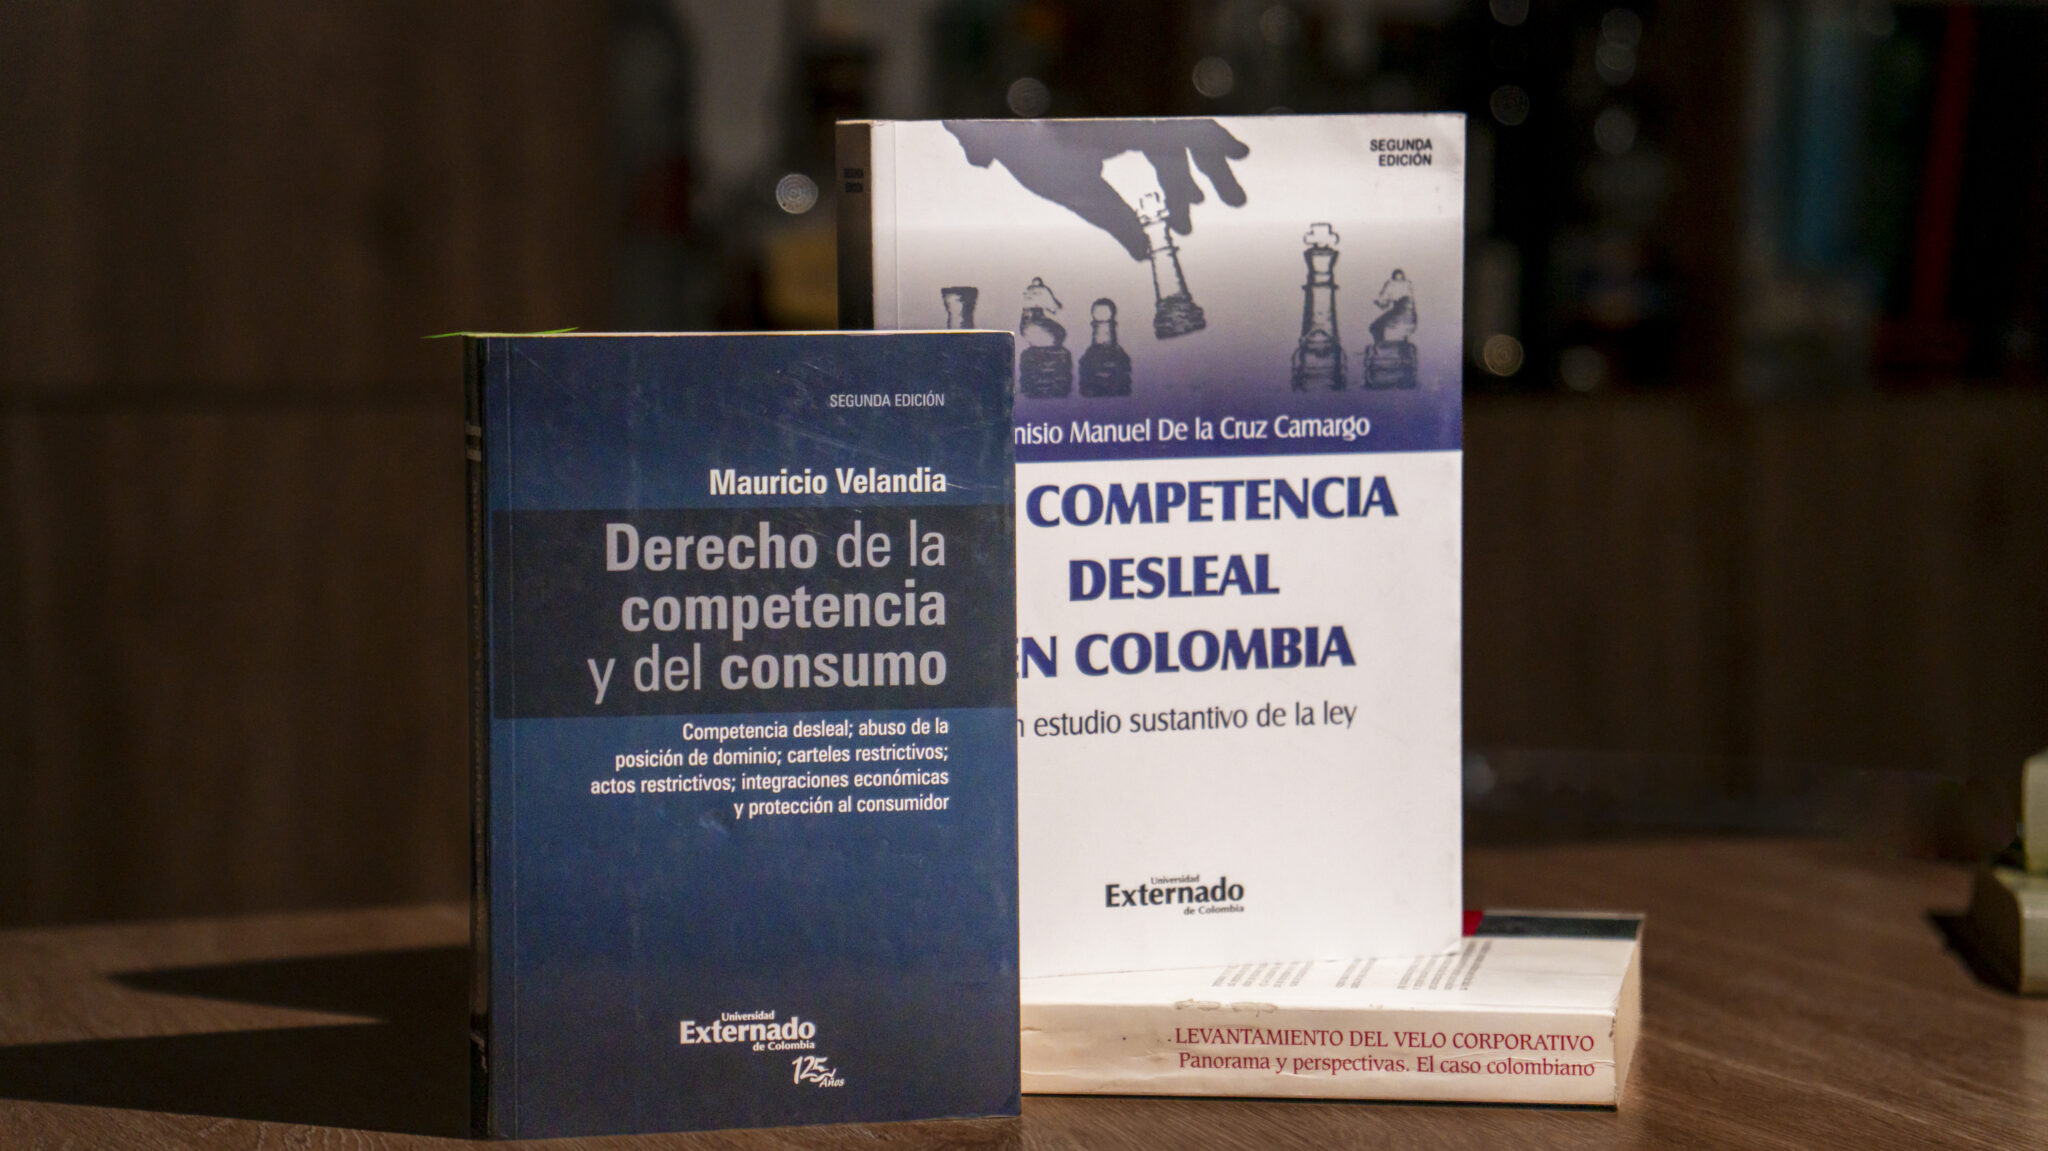 SEGUNDA EDICIÓN
Mauricio Velandia
Derecho de la
competencia
y del consumo
Competencia desleal; abuso de la
posición de dominio; carteles restrictivos;
actos restrictivos; integraciones económicas
y protección al consumidor
Universidad
Externado
de Colombia
125
Años
SEGUNDA
EDICIÓN
SEGUNDA
EDICIÓN
nisio Manuel De la Cruz Camargo
COMPETENCIA
DESLEAL
EN COLOMBIA
estudio sustantivo de la ley
Universidad
Externado
de Colombia
LEVANTAMIENTO DEL VELO CORPORATIVO
Panorama y perspectivas. El caso colombiano